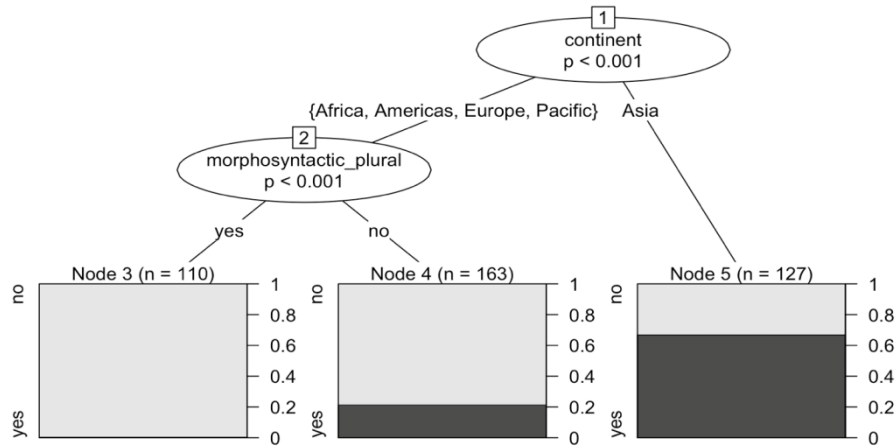 1
continent
p < 0.001
{Africa, Americas, Europe, Pacific} Asia
2
morphosyntactic_plural
p < 0.001
yes no
Node 3 (n = 110)
no
yes
1
0.8
0.6
0.4
0.2
0
Node 4 (n = 163)
no
yes
1
0.8
0.6
0.4
0.2
0
Node 5 (n = 127)
no
yes
1
0.8
0.6
0.4
0.2
0